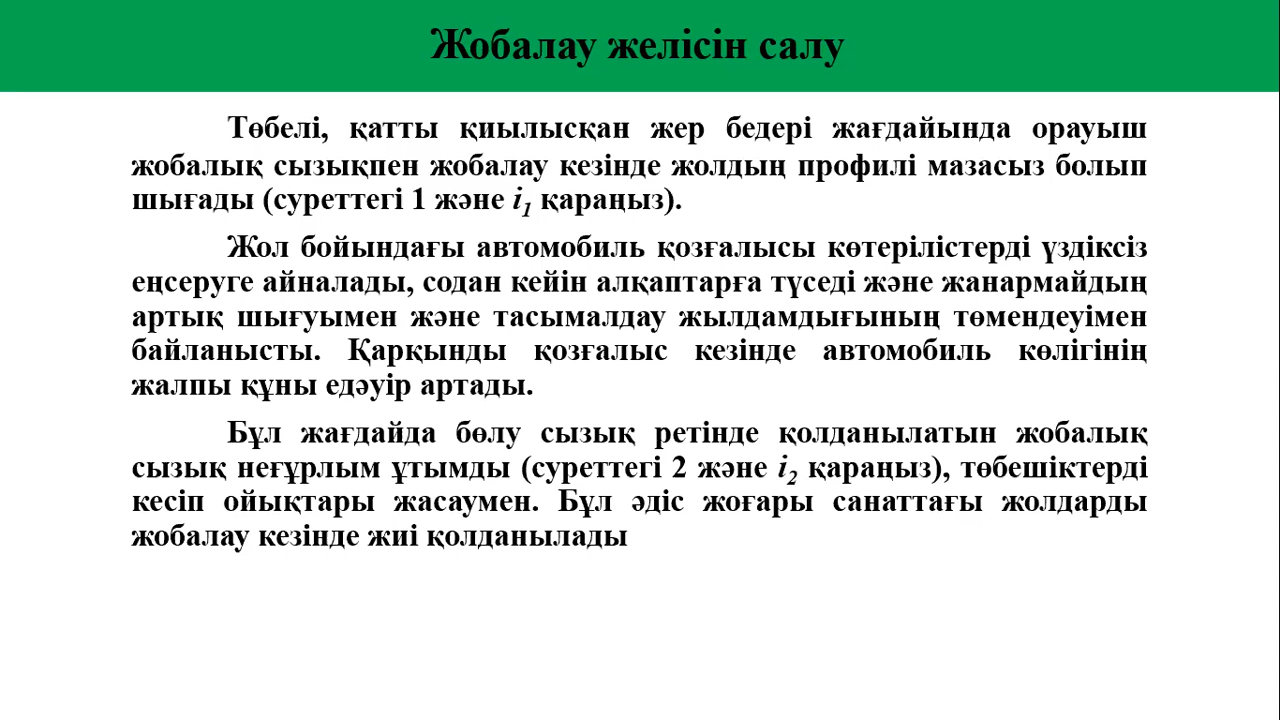 Жобалау желісін салу
Төбелі, қатты қиылысқан жер бедері жағдайында орауыш
жобалық сызықпен жобалау кезінде жолдың профилі мазасыз болып
шығады (суреттегі 1 және i₁ қараңыз).
Жол бойындағы автомобиль қозғалысы көтерілістерді үздіксіз
еңсеруге айналады, содан кейін алқаптарға түседі және жанармайдың
артық шығуымен және тасымалдау жылдамдығының төмендеуімен
байланысты. Қарқынды қозғалыс кезінде автомобиль көлігінің
жалпы құны едәуір артады.
Бұл жағдайда бөлу сызық ретінде қолданылатын жобалық
сызық неғұрлым ұтымды (суреттегі 2 және i₂ қараңыз), төбешіктерді
кесіп ойықтары жасаумен. Бұл әдіс жоғары санаттағы жолдарды
жобалау кезінде жиі қолданылады